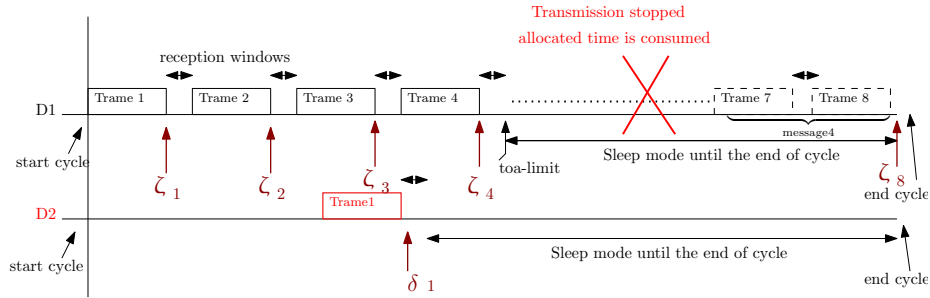 Transmission stopped
allocated time is consumed
reception windows
Trame 1
Trame 2
Trame 3
Trame 4
Trame 7
Trame 8
D1
message4
start cycle
toa-limit
Sleep mode until the end of cycle
ζ 1
ζ 2
ζ 3
ζ 4
ζ 8
end cycle
Trame1
D2
Sleep mode until the end of cycle
start cycle
δ 1
end cycle